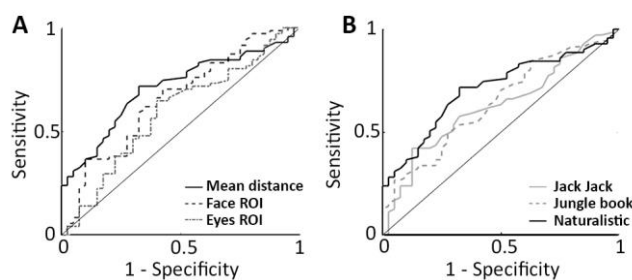 A
1
Sensitivity
0.5
0
Mean distance
Face ROI
Eyes ROI
0
0.5
1
1 - Specificity
B
1
Sensitivity
0.5
0
Jack Jack
Jungle book
Naturalistic
0
0.5
1
1 - Specificity